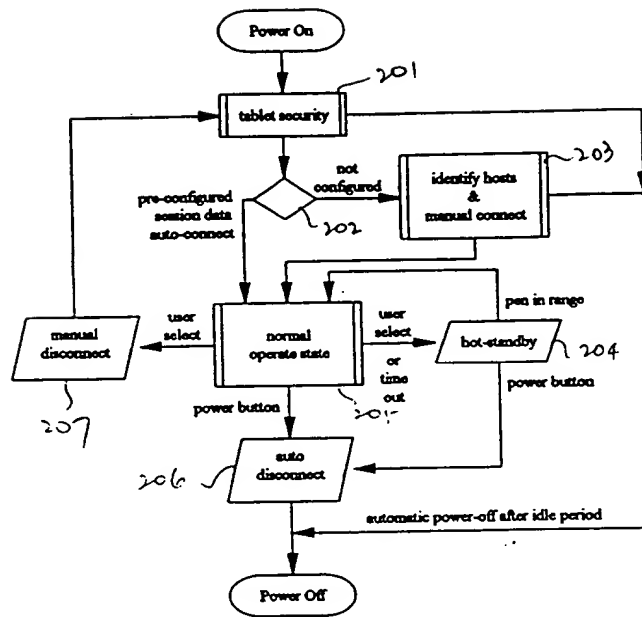 Power On
201
tablet security
203
not
configured
identify hosts
&
manual connect
pre-configured
session data
auto-connect
202
pen in range
user
select
normal
operate state
user
select
manual
disconnect
hot-standby
204
or
time
out
207
205
power button
power button
auto
disconnect
206
automatic power-off after idle period
Power Off